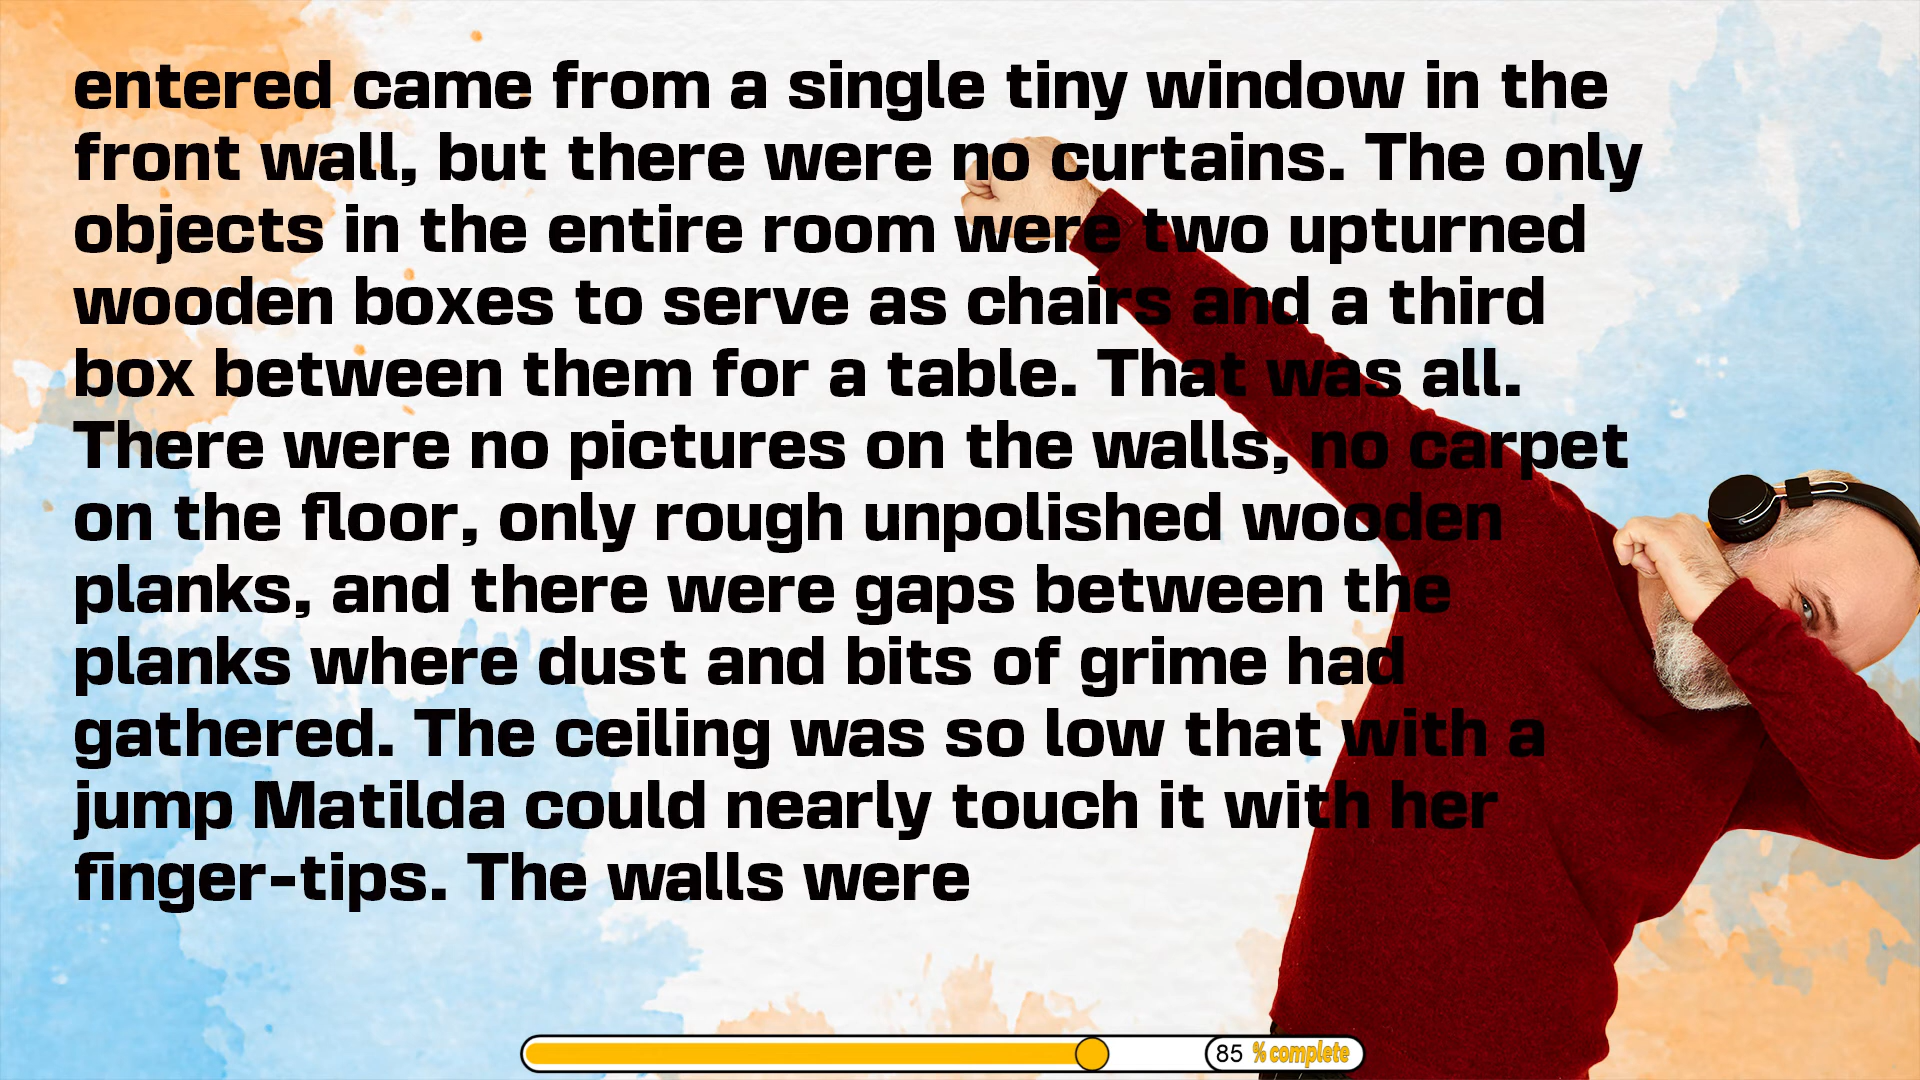 entered came from a single tiny window in the
front wall, but there were no curtains. The only
objects in the entire room were two upturned
wooden boxes to serve as chairs and a third
box between them for a table. That was all.
There were no pictures on the walls, no carpet
on the floor, only rough unpolished wooden
planks, and there were gaps between the
planks where dust and bits of grime had
gathered. The ceiling was so low that with a
jump Matilda could nearly touch it with her
finger-tips. The walls were
85 % complete